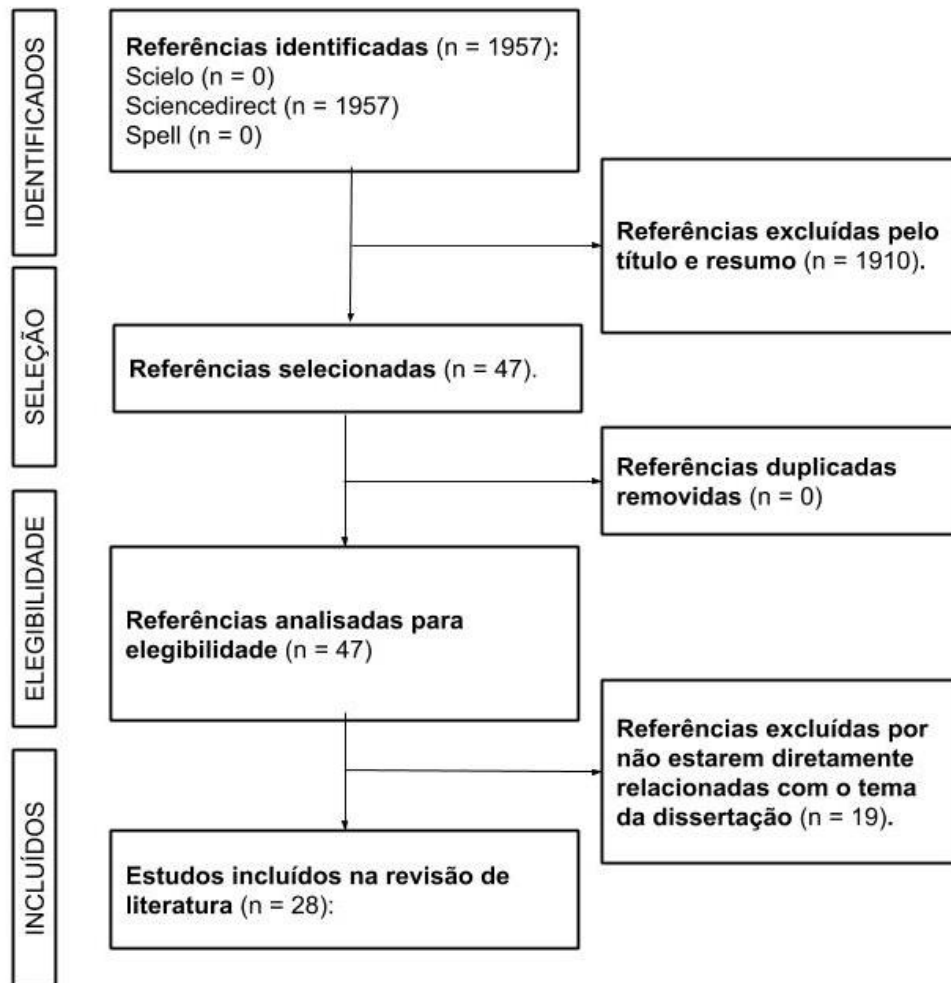 IDENTIFICADOS
Referências identificadas (n = 1957):
Scielo (n = 0)
Sciencedirect (n = 1957)
Spell (n = 0)
Referências excluídas pelo
título e resumo (n = 1910).
SELEÇÃO
Referências selecionadas (n = 47).
Referências duplicadas
removidas (n = 0)
ELEGIBILIDADE
Referências analisadas para
elegibilidade (n = 47)
Referências excluídas por
não estarem diretamente
relacionadas com o tema
da dissertação (n = 19).
INCLUÍDOS
Estudos incluídos na revisão de
literatura (n = 28):